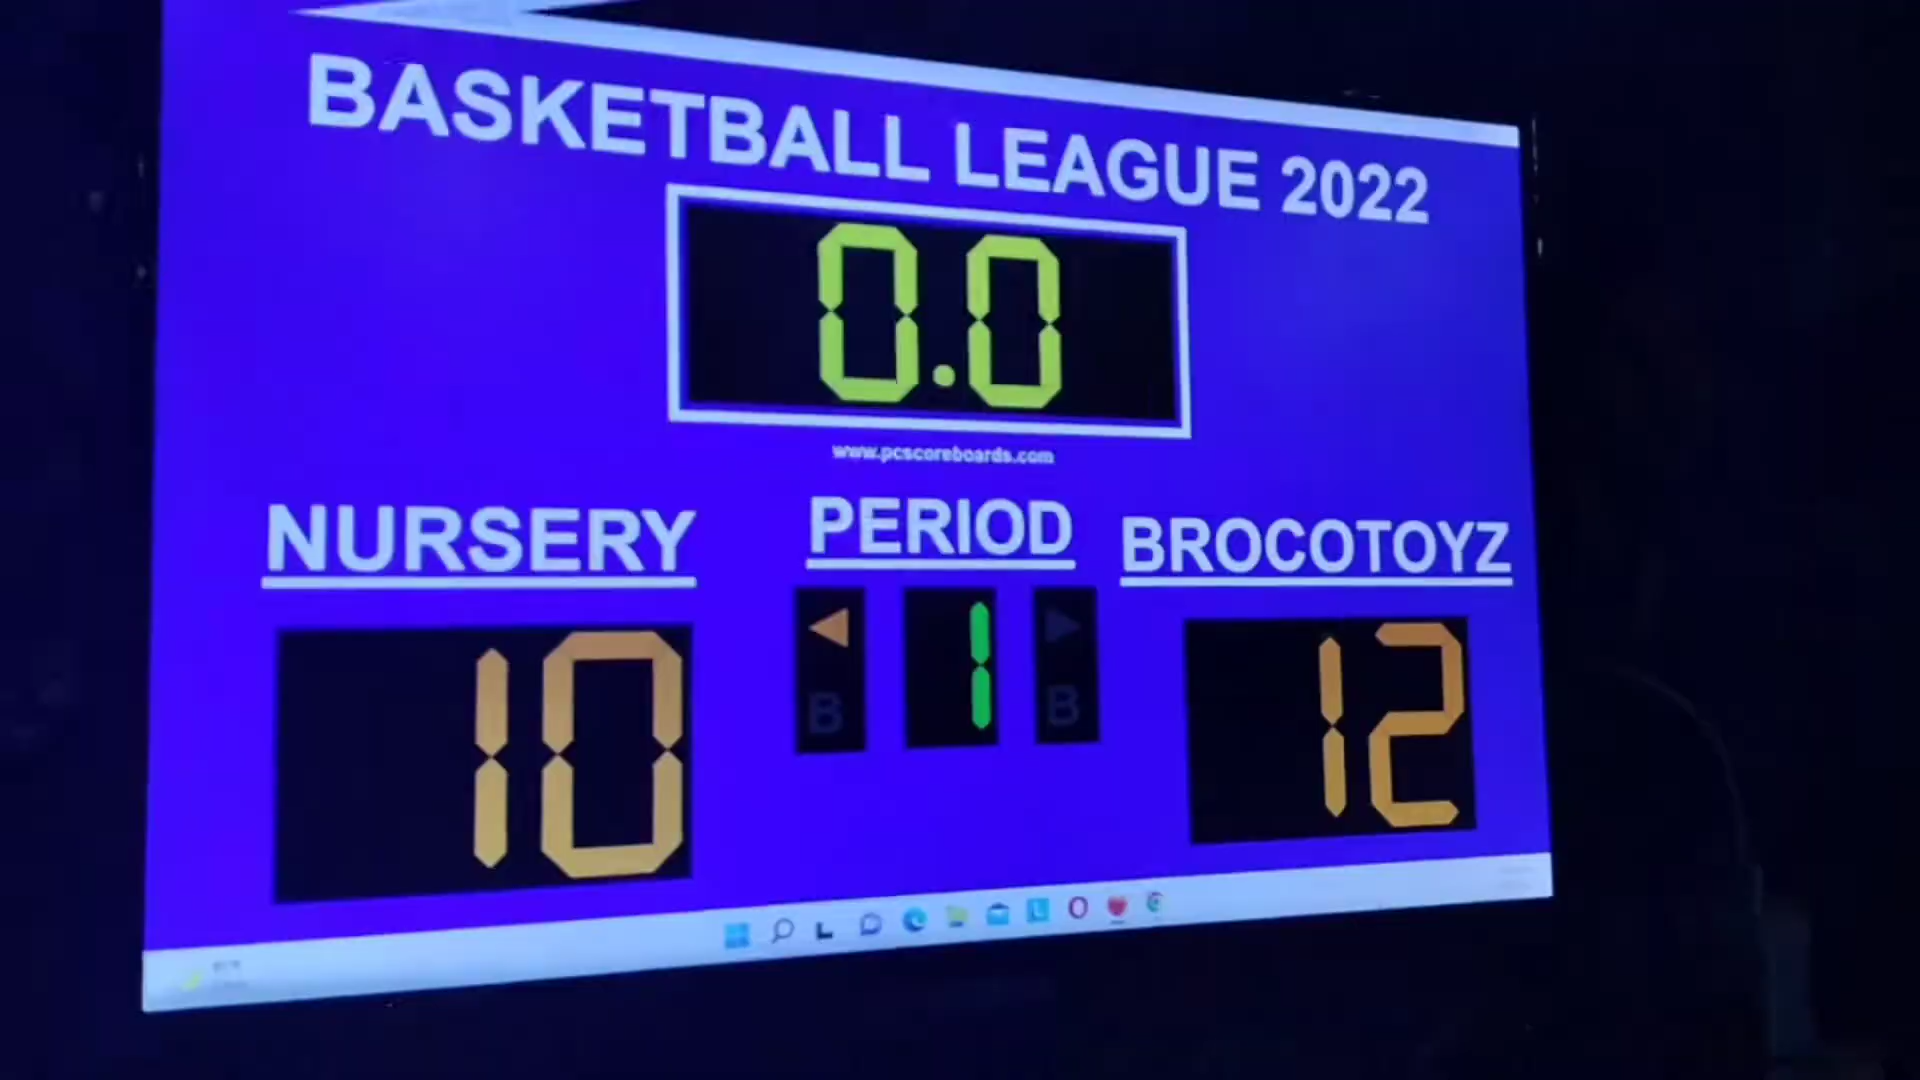 BASKETBALL LEAGUE 2022
0.0
www.pcscoreboards.com
NURSERY
PERIOD
BROCOTOYZ
10
B
1
B
12